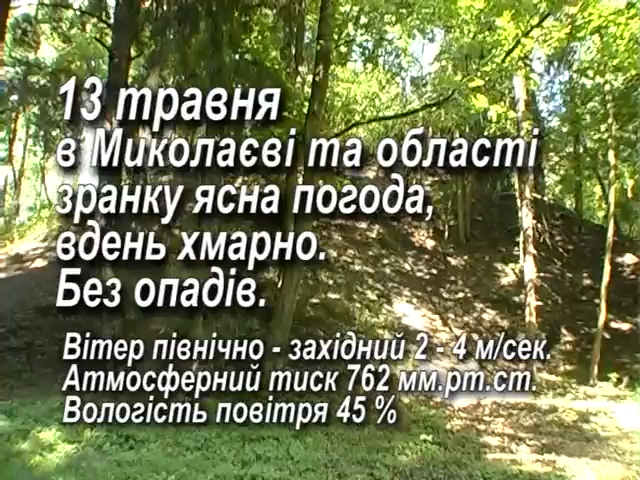 13 травня
в Миколаєві та області
зранку ясна погода,
вдень хмарно.
Без опадів.
Вітер північно - західний 2 - 4 м/сек.
Атмосферний тиск 762 мм.рт.ст.
Вологість повітря 45 %